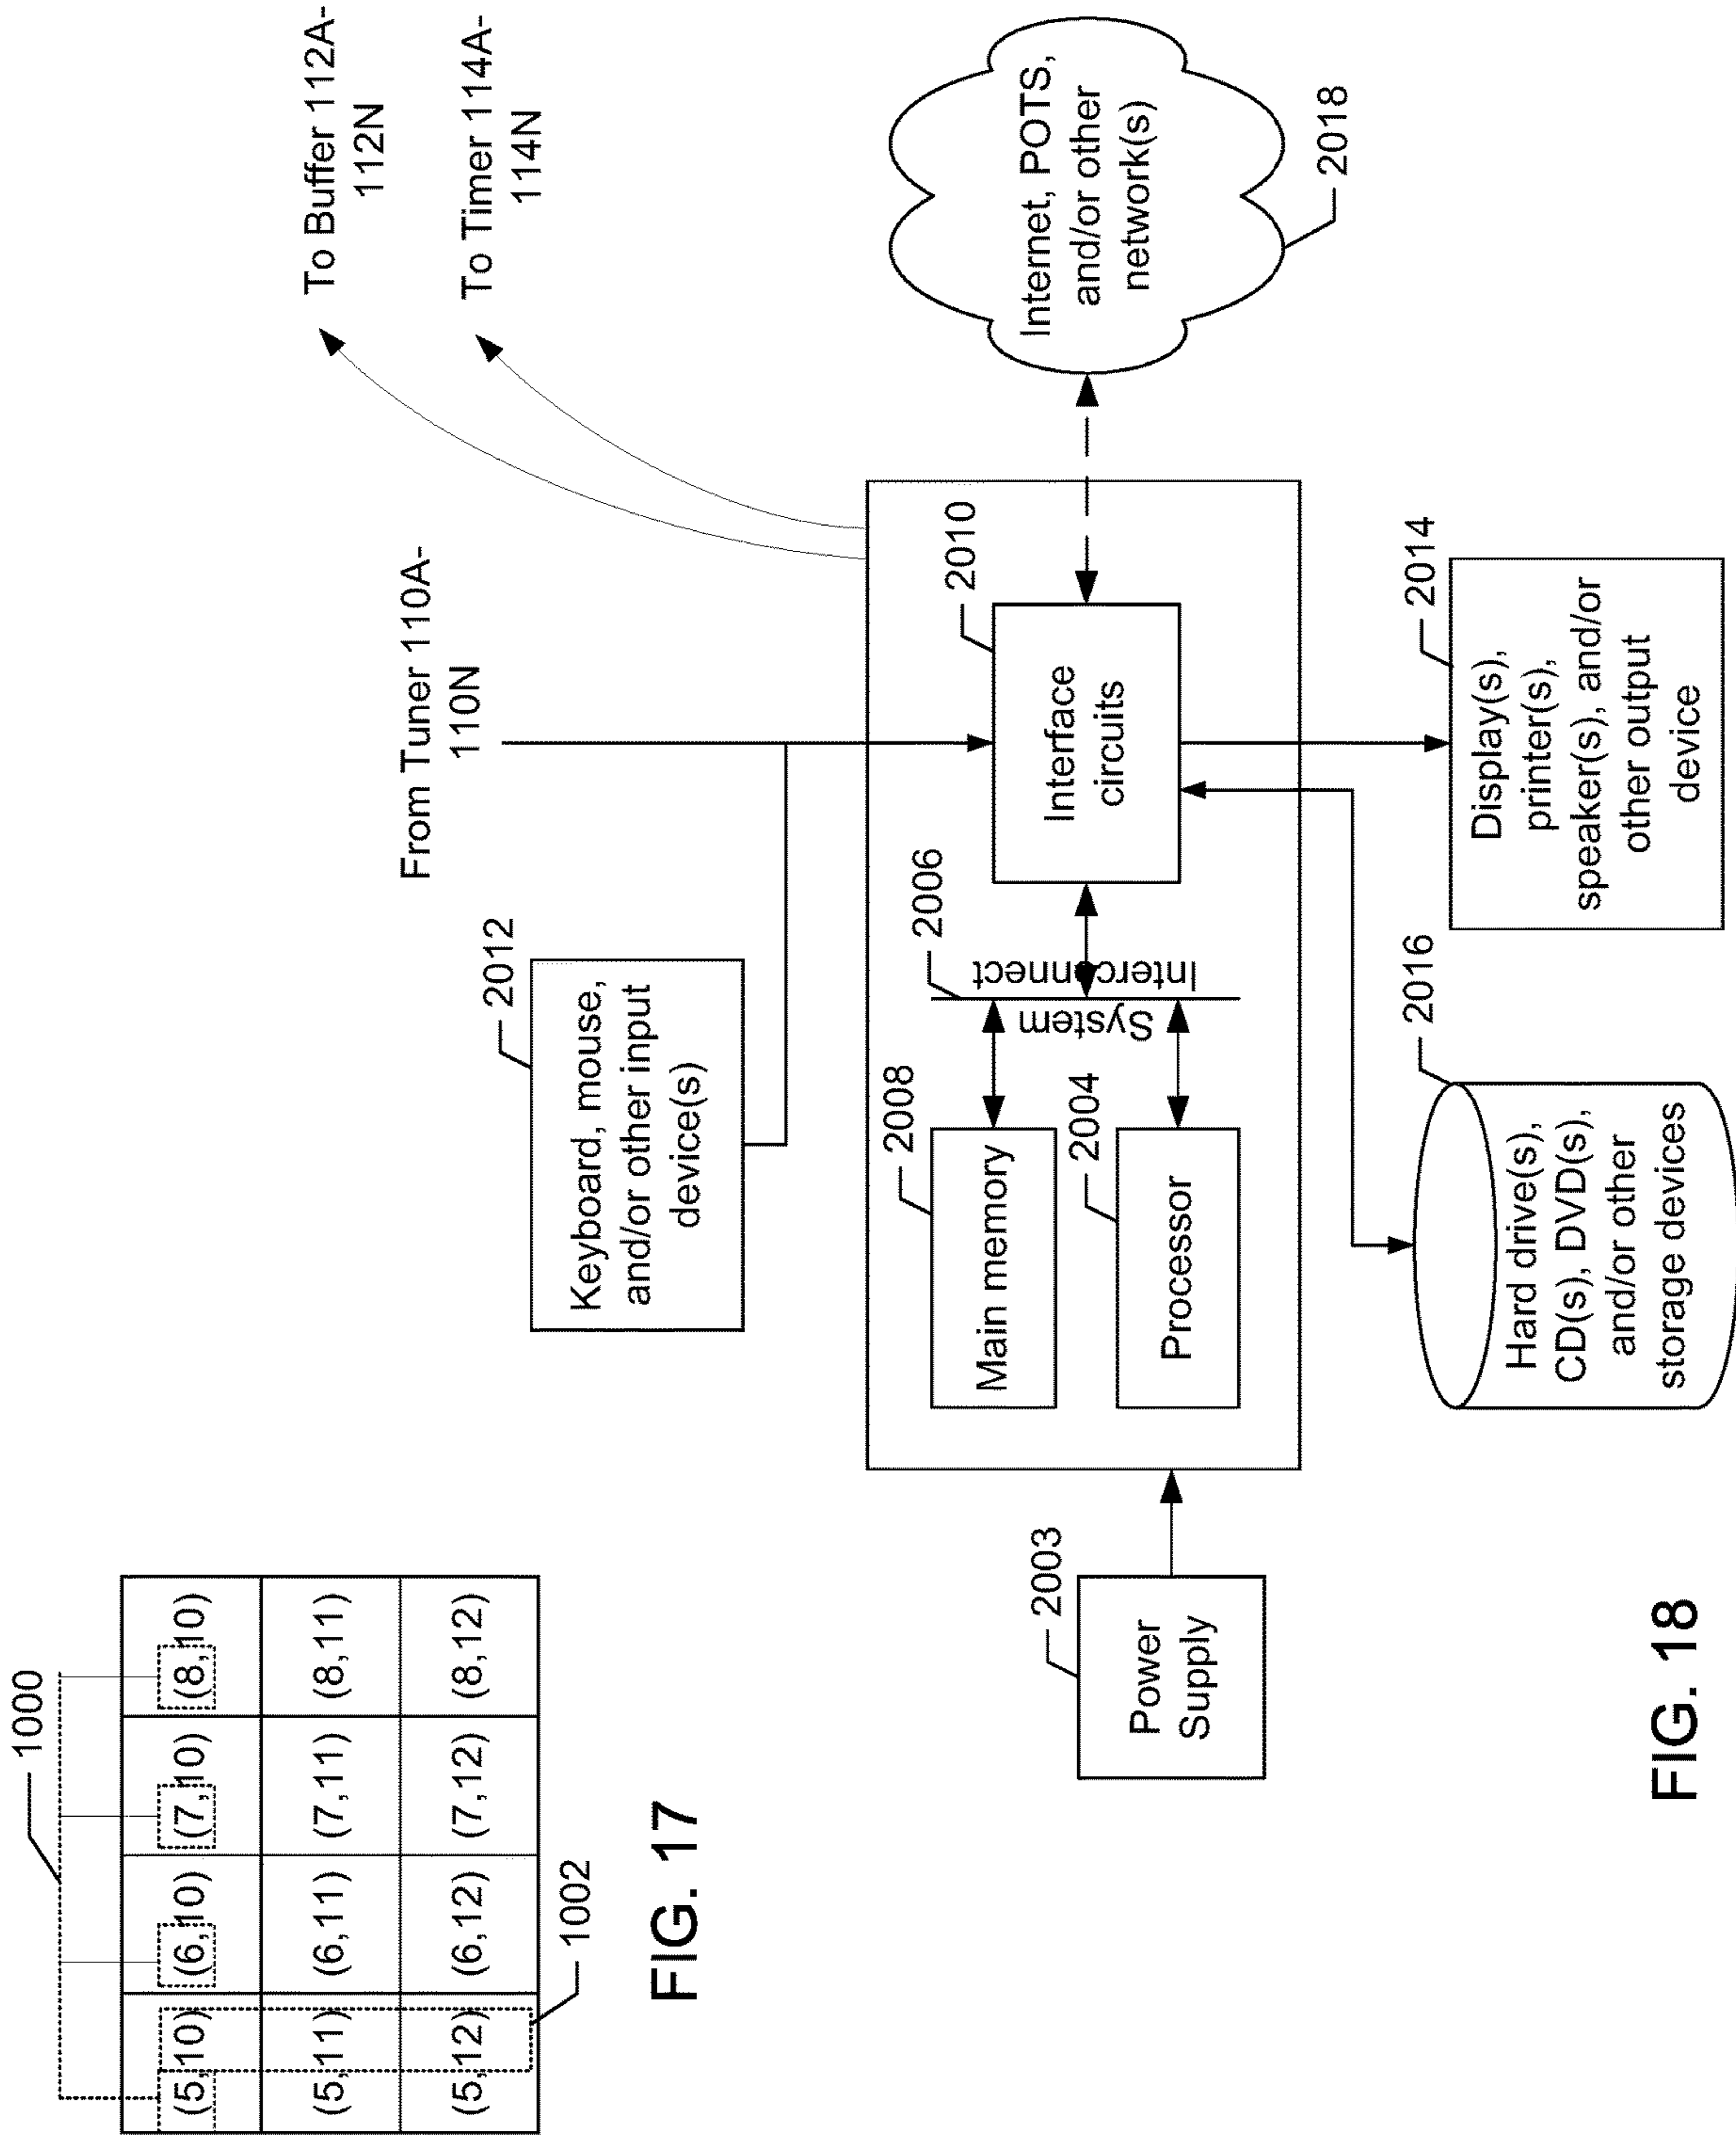 1000
(5,10) (6,10) (7,10) (8,10)
(5,11) (6,11) (7,11) (8,11)
(5,12) (6,12) (7,12) (8,12)
1002
FIG. 17
To Buffer 112A-
112N
To Timer 114A-
114N
From Tuner 110A-
110N
2012
Keyboard, mouse,
and/or other input
device(s)
2008
Main memory
2004
Processor
2006
System
Interconnect
2010
Interface
circuits
Internet, POTS,
and/or other
network(s)
2018
2003
Power
Supply
2016
Hard drive(s),
CD(s), DVD(s),
and/or other
storage devices
2014
Display(s),
printer(s),
speaker(s), and/or
other output
device
FIG. 18